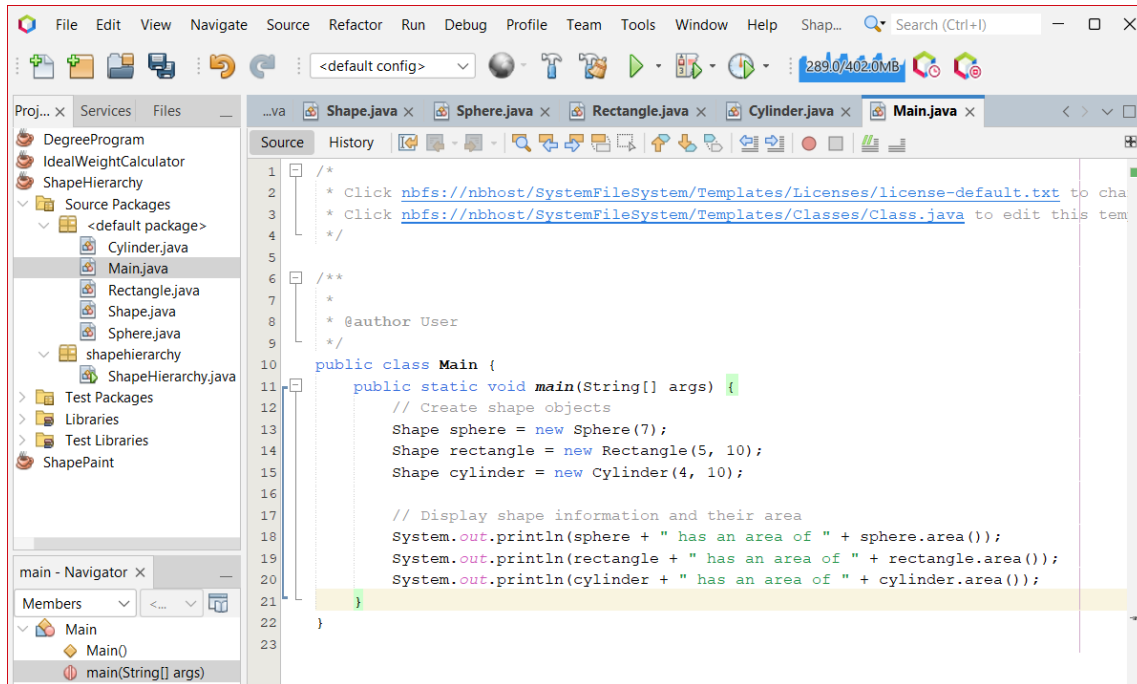 File Edit View Navigate Source Refactor Run Debug Profile Team Tools Window Help Shap... Search (Ctrl+I)
<default config> 289.0/402.0MB
Proj... Services Files
...va Shape.java Sphere.java Rectangle.java Cylinder.java Main.java
Source History
DegreeProgram
IdealWeightCalculator
ShapeHierarchy
Source Packages
<default package>
Cylinder.java
Main.java
Rectangle.java
Shape.java
Sphere.java
shapehierarchy
ShapeHierarchy.java
Test Packages
Libraries
Test Libraries
ShapePaint
main - Navigator
Members <...
Main
Main()
main(String[] args)
1 /*
2 * Click nbfs://nbhost/SystemFileSystem/Templates/Licenses/license-default.txt to cha
3 * Click nbfs://nbhost/SystemFileSystem/Templates/Classes/Class.java to edit this tem
4 */
5
6 /**
7 *
8 * @author User
9 */
10 public class Main {
11 public static void main(String[] args) {
12 // Create shape objects
13 Shape sphere = new Sphere(7);
14 Shape rectangle = new Rectangle(5, 10);
15 Shape cylinder = new Cylinder(4, 10);
16
17 // Display shape information and their area
18 System.out.println(sphere + " has an area of " + sphere.area());
19 System.out.println(rectangle + " has an area of " + rectangle.area());
20 System.out.println(cylinder + " has an area of " + cylinder.area());
21 }
22 }
23